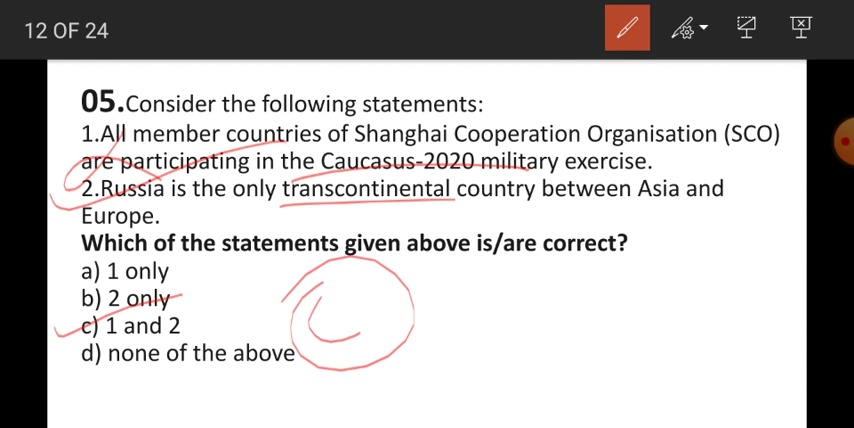 12 OF 24
05.Consider the following statements:
1.All member countries of Shanghai Cooperation Organisation (SCO)
are participating in the Caucasus-2020 military exercise.
2.Russia is the only transcontinental country between Asia and
Europe.
Which of the statements given above is/are correct?
a) 1 only
b) 2 only
c) 1 and 2
d) none of the above